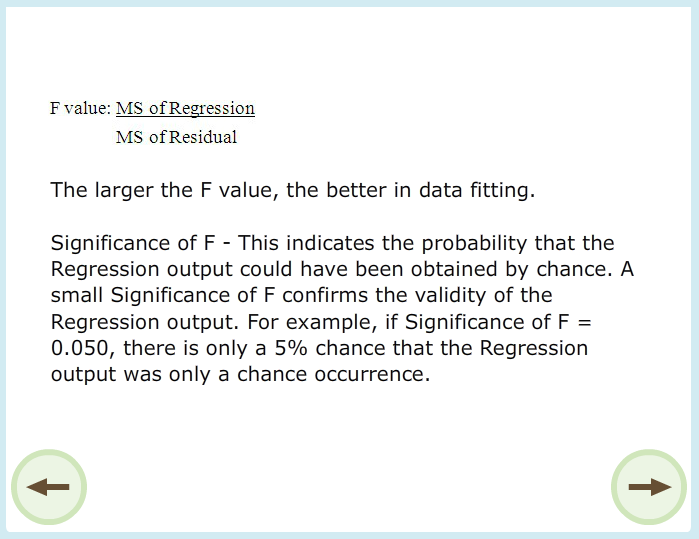 F value: MS of Regression
MS of Residual
The larger the F value, the better in data fitting.
Significance of F - This indicates the probability that the
Regression output could have been obtained by chance. A
small Significance of F confirms the validity of the
Regression output. For example, if Significance of F =
0.050, there is only a 5% chance that the Regression
output was only a chance occurrence.